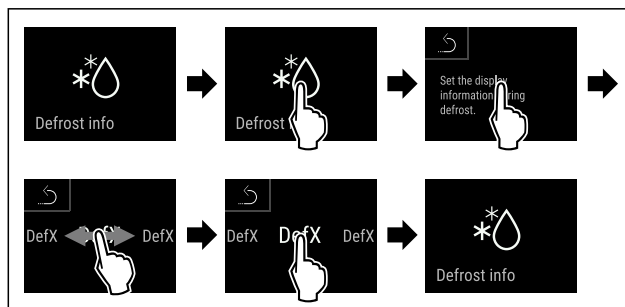 Defrost info
Defrost
Set the display
information
defrost.
DefX
DefX
DefX
DefX
DefX
Defrost info